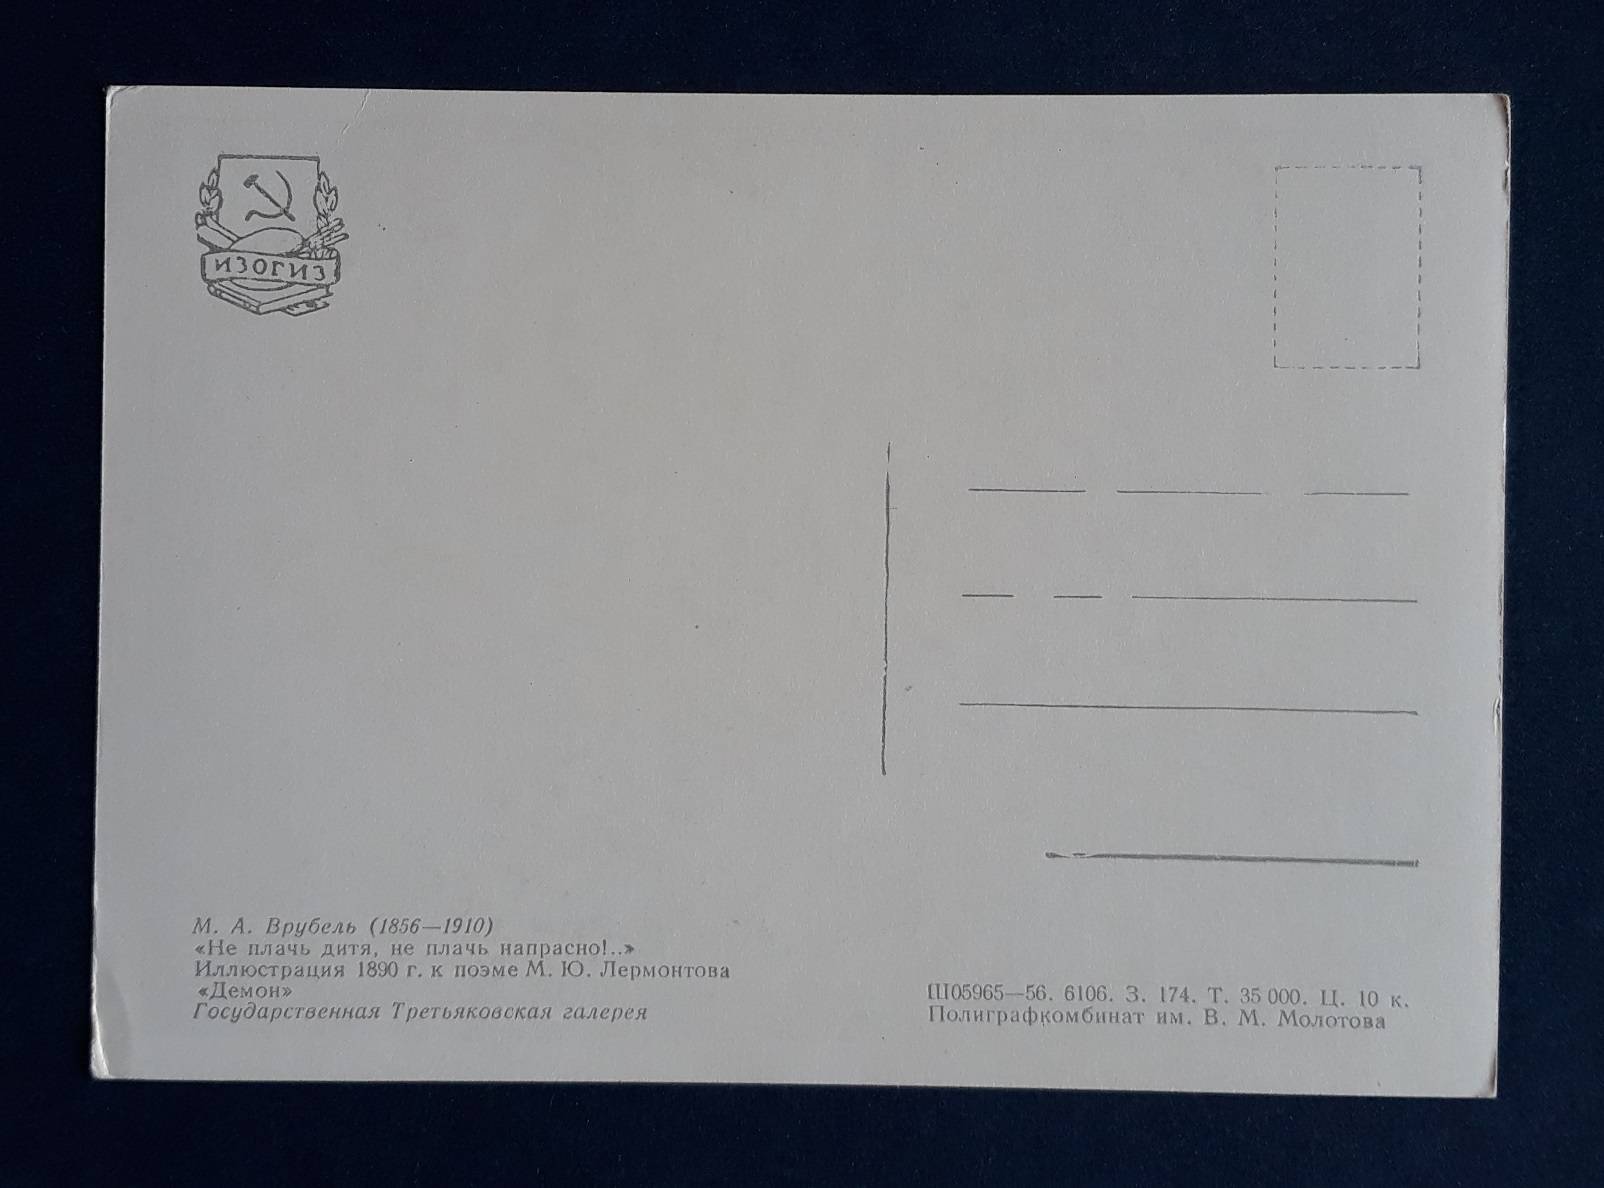 ИЗОГИЗ
М. А. Врубель (1856—1910)
«Не плачь дитя, не плачь напрасно!..»
Иллюстрация 1890 г. к поэме М. Ю. Лермонтова
«Демон»
Государственная Третьяковская галерея
Ш05965—56. 6106. З. 174. Т. 35 000. Ц. 10 к.
Полиграфкомбинат им. В. М. Молотова